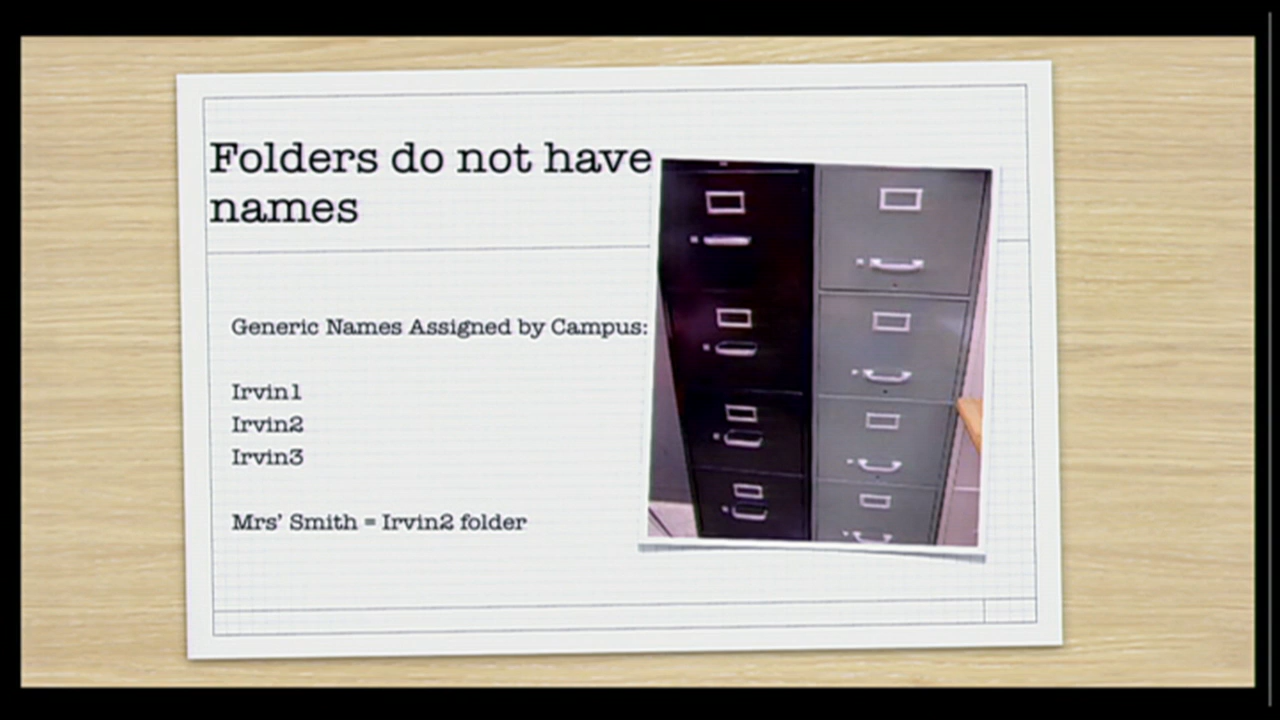 Folders do not have
names
Generic Names Assigned by Campus:
Irvin1
Irvin2
Irvin3
Mrs' Smith = Irvin2 folder